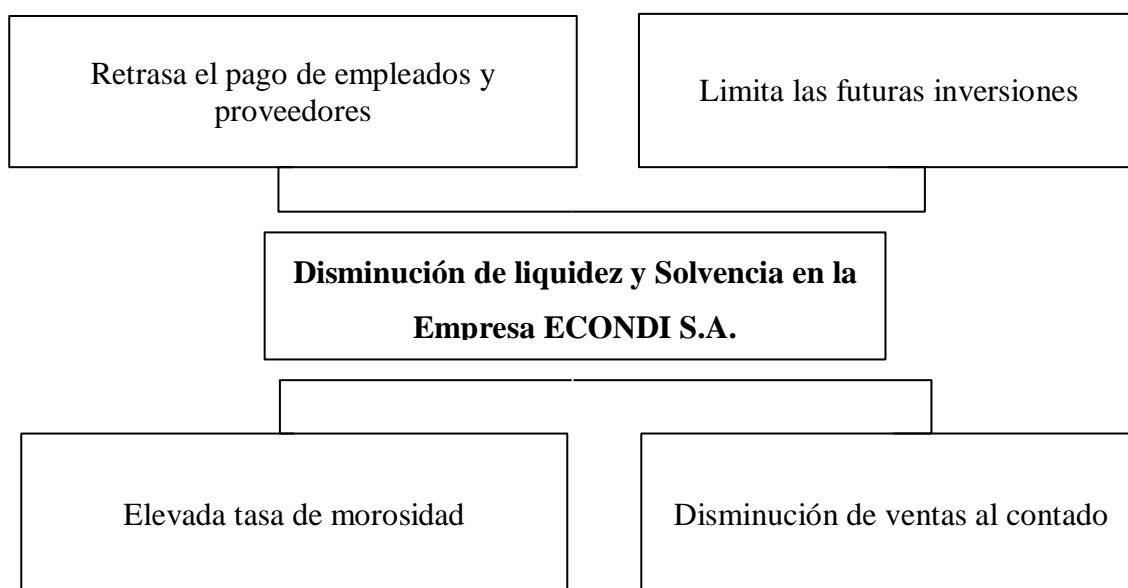 Retrasa el pago de empleados y
proveedores
Limita las futuras inversiones
Disminución de liquidez y Solvencia en la
Empresa ECONDI S.A.
Elevada tasa de morosidad
Disminución de ventas al contado